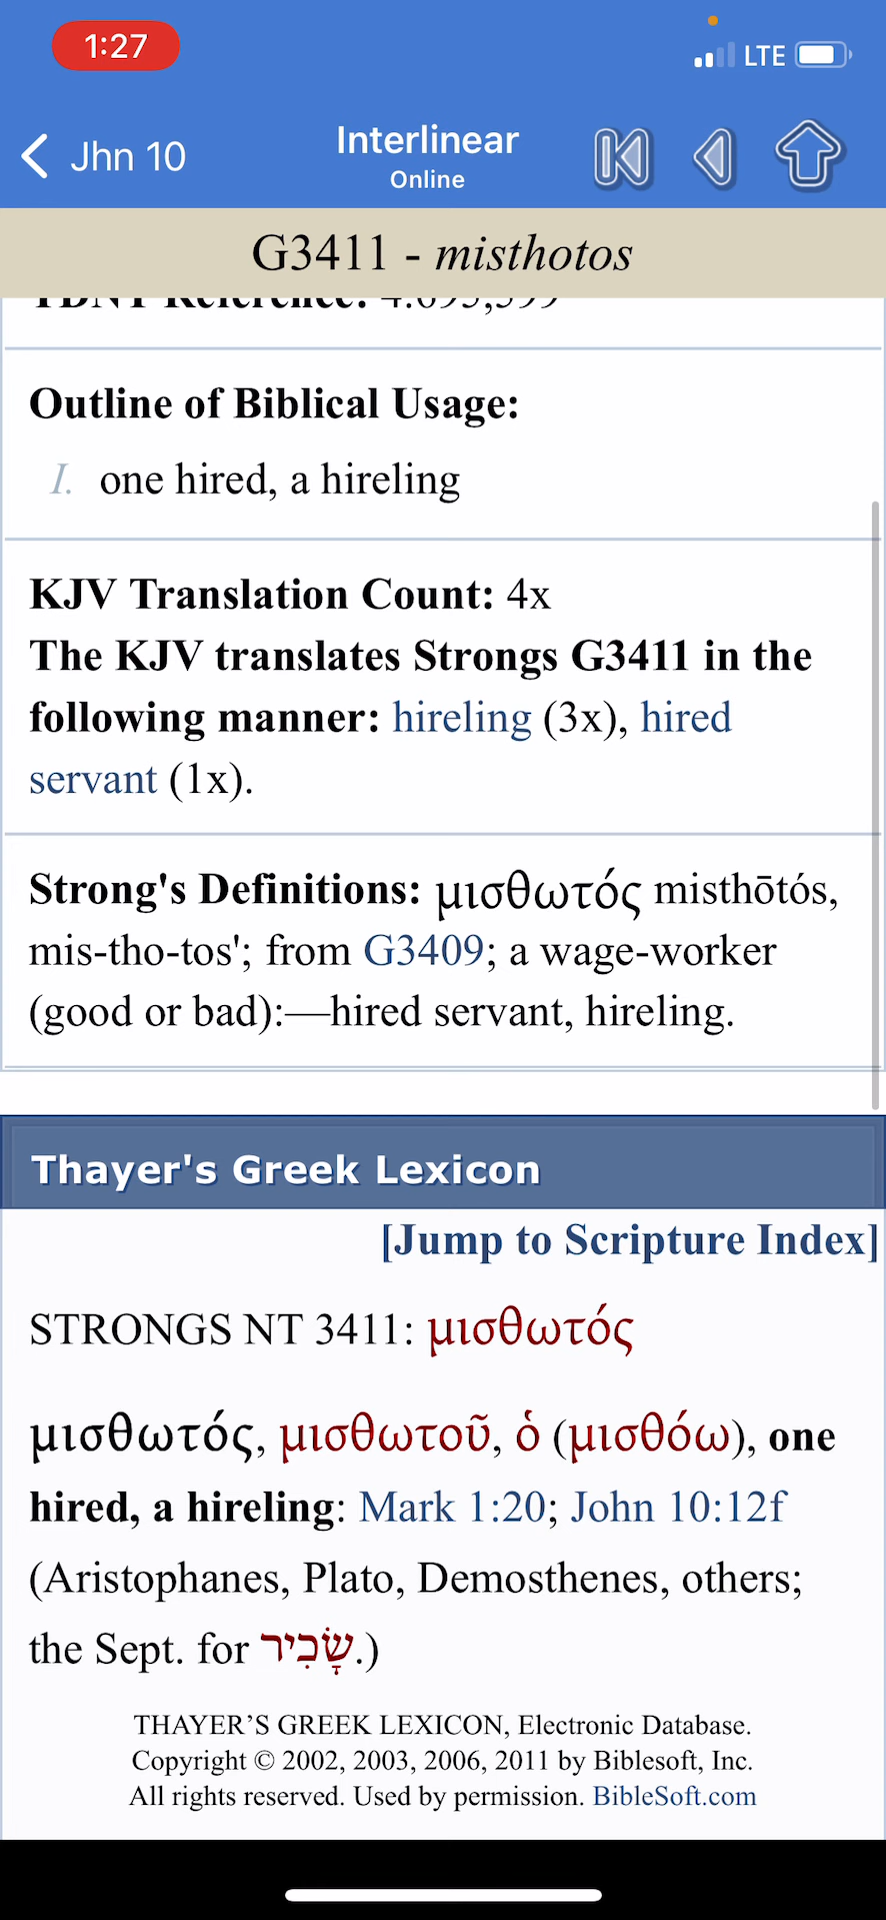 1:27
LTE
Jhn 10
Interlinear
Online
G3411 - misthotos
TDNT Reference: 4:695,599
Outline of Biblical Usage:
I. one hired, a hireling
KJV Translation Count: 4x
The KJV translates Strongs G3411 in the
following manner: hireling (3x), hired
servant (1x).
Strong's Definitions: μισθωτός misthōtós,
mis-tho-tos'; from G3409; a wage-worker
(good or bad):—hired servant, hireling.
Thayer's Greek Lexicon
[Jump to Scripture Index]
STRONGS NT 3411: μισθωτός
μισθωτός, μισθωτοῦ, ὁ (μισθόω), one
hired, a hireling: Mark 1:20; John 10:12f
(Aristophanes, Plato, Demosthenes, others;
the Sept. for שָׂכִיר.)
THAYER’S GREEK LEXICON, Electronic Database.
Copyright © 2002, 2003, 2006, 2011 by Biblesoft, Inc.
All rights reserved. Used by permission. BibleSoft.com